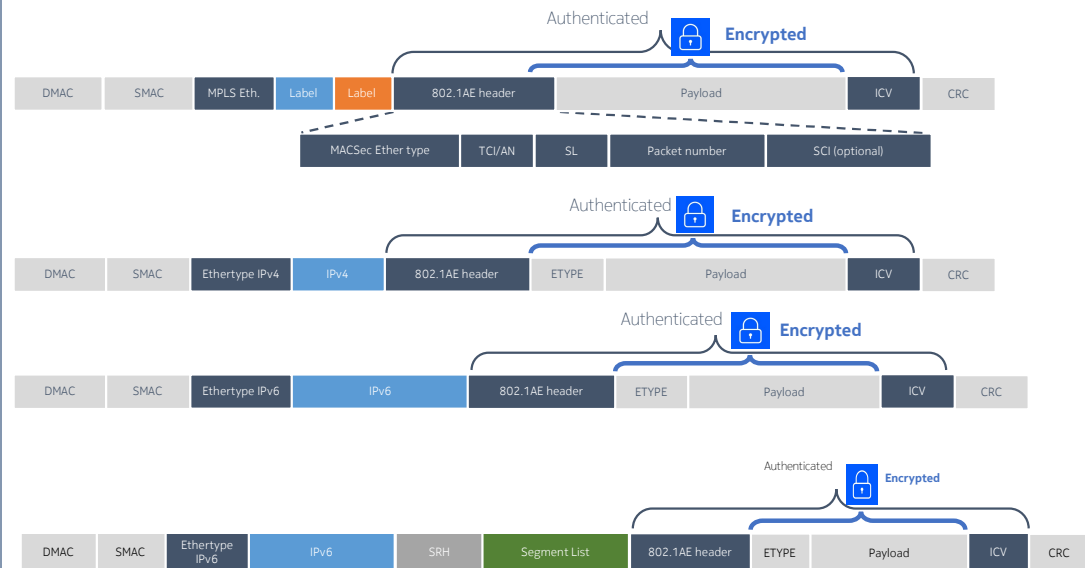 Authenticated
Encrypted
DMAC SMAC MPLS Eth. Label Label 802.1AE header Payload ICV CRC
MACSec Ether type TCI/AN SL Packet number SCI (optional)
Authenticated
Encrypted
DMAC SMAC Ethertype IPv4 IPv4 802.1AE header ETYPE Payload ICV CRC
Authenticated
Encrypted
DMAC SMAC Ethertype IPv6 IPv6 802.1AE header ETYPE Payload ICV CRC
Authenticated
Encrypted
DMAC SMAC Ethertype IPv6 IPv6 SRH Segment List 802.1AE header ETYPE Payload ICV CRC